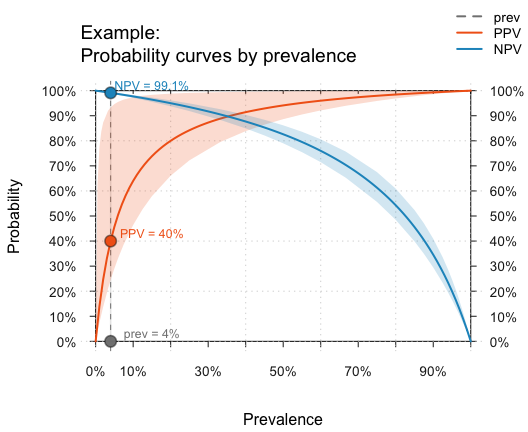 Example:
Probability curves by prevalence
prev
PPV
NPV
NPV = 99.1%
PPV = 40%
prev = 4%
100%
90%
80%
70%
60%
50%
40%
30%
20%
10%
0%
100%
90%
80%
70%
60%
50%
40%
30%
20%
10%
0%
Probability
0% 10% 30% 50% 70% 90%
Prevalence